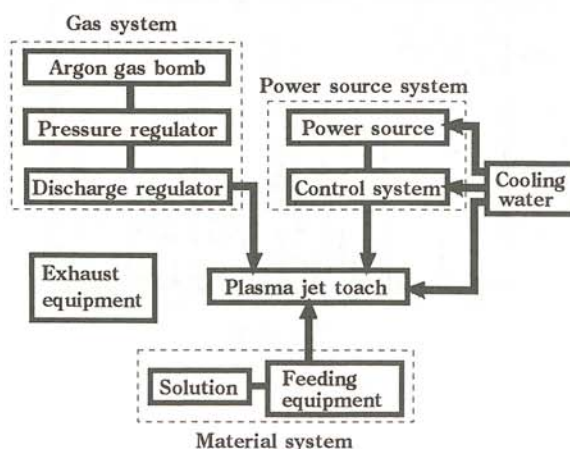 Gas system
Argon gas bomb
Pressure regulator
Discharge regulator
Power source system
Power source
Control system
Cooling
water
Exhaust
equipment
Plasma jet toach
Solution
Feeding
equipment
Material system